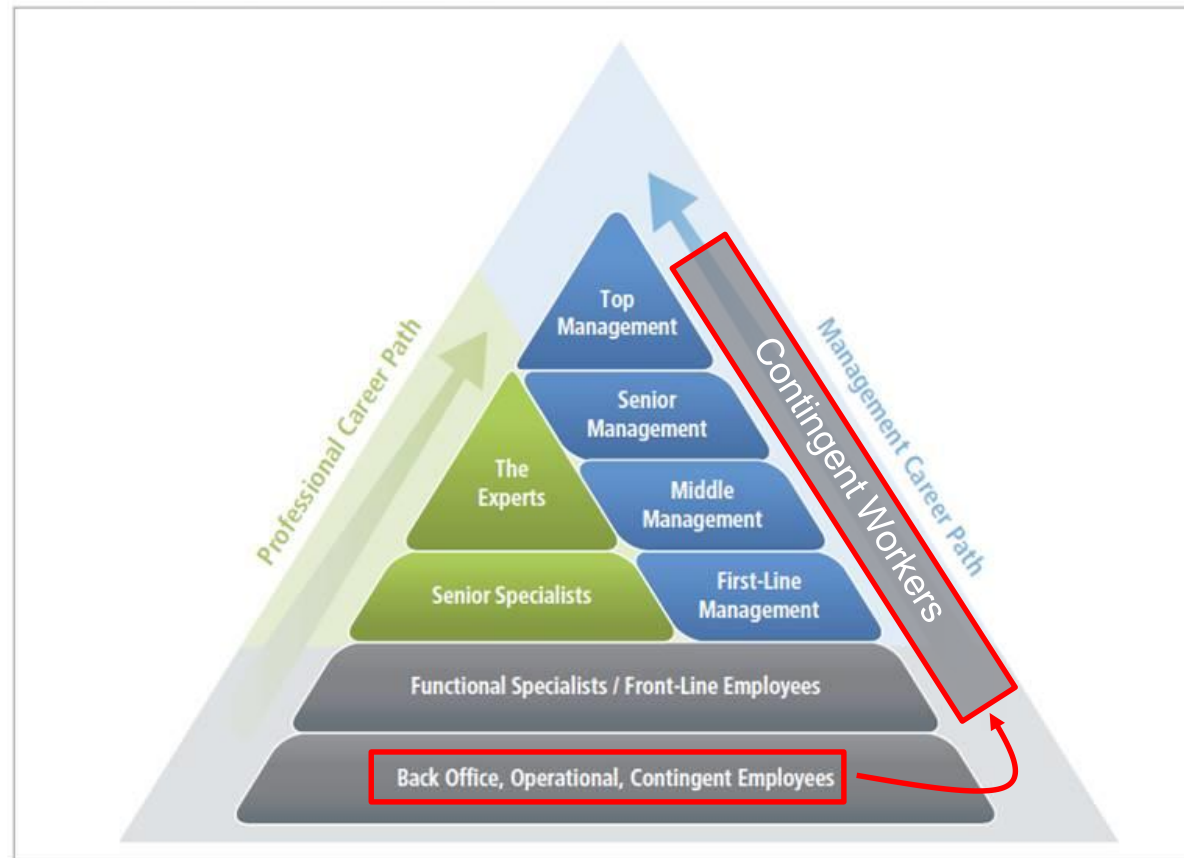 Professional Career Path
Management Career Path
Contingent Workers
Top
Management
Senior
Management
The
Experts
Middle
Management
Senior Specialists
First-Line
Management
Functional Specialists / Front-Line Employees
Back Office, Operational, Contingent Employees